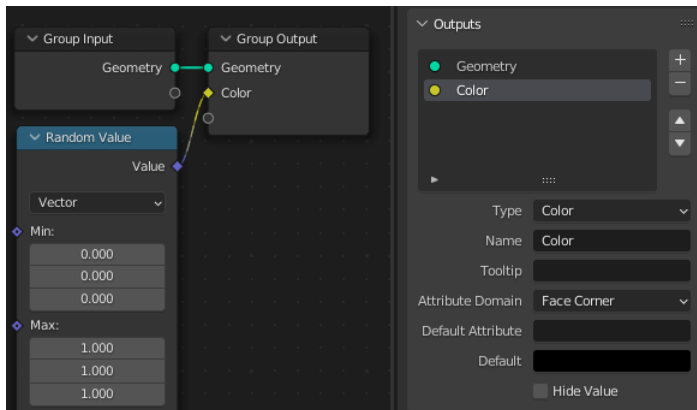 Group Input
Geometry
Group Output
Geometry
Color
Random Value
Value
Vector
Min:
0.000
0.000
0.000
Max:
1.000
1.000
1.000
Outputs
Geometry
Color
Type Color
Name Color
Tooltip
Attribute Domain Face Corner
Default Attribute
Default
Hide Value